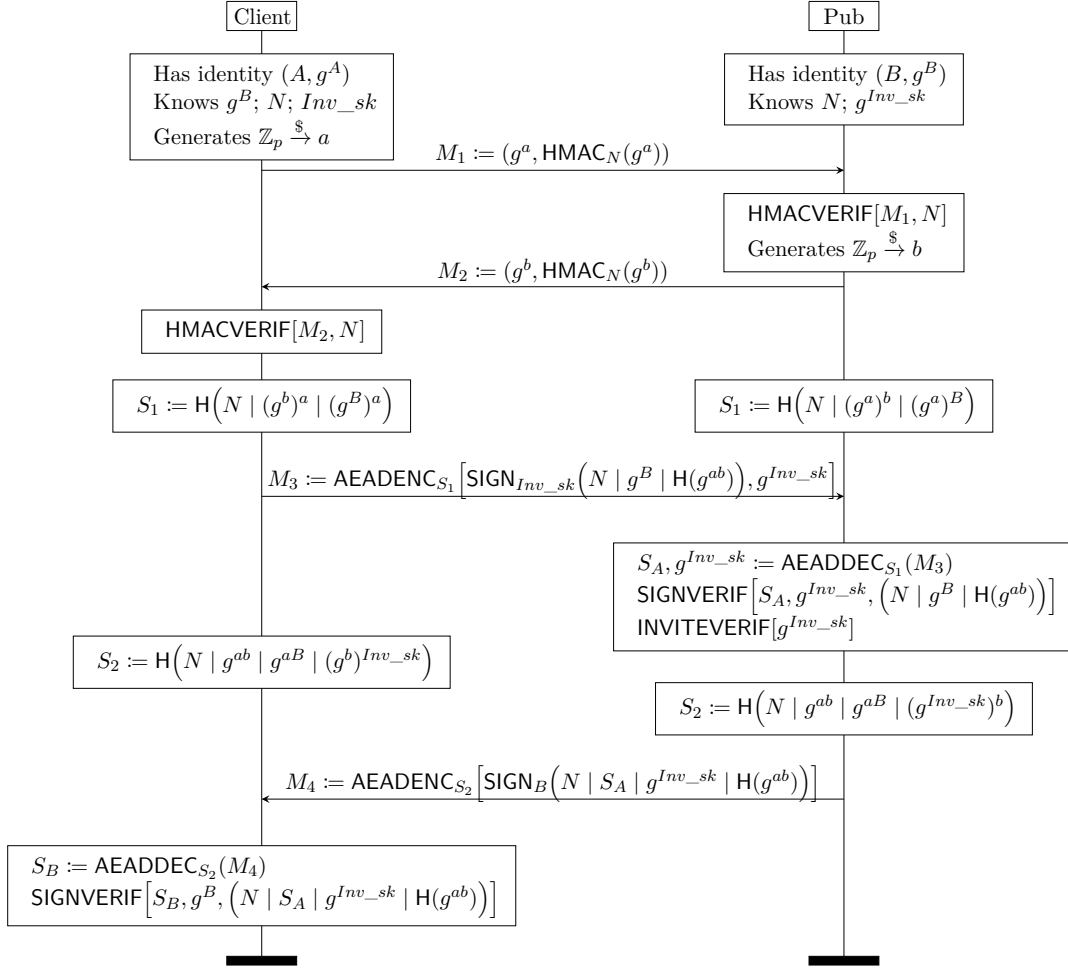 Client
Pub
Has identity (A, g^A)
Knows g^B; N; Inv_sk
Generates ℤ_p →^$ a
Has identity (B, g^B)
Knows N; g^{Inv_sk}
M_1 := (g^a, HMAC_N(g^a))
HMACVERIF[M_1, N]
Generates ℤ_p →^$ b
M_2 := (g^b, HMAC_N(g^b))
HMACVERIF[M_2, N]
S_1 := H(N | (g^b)^a | (g^B)^a)
S_1 := H(N | (g^a)^b | (g^a)^B)
M_3 := AEADENC_{S_1}[SIGN_{Inv_sk}(N | g^B | H(g^{ab})), g^{Inv_sk}]
S_A, g^{Inv_sk} := AEADDEC_{S_1}(M_3)
SIGNVERIF[S_A, g^{Inv_sk}, (N | g^B | H(g^{ab}))]
INVITEVERIF[g^{Inv_sk}]
S_2 := H(N | g^{ab} | g^{aB} | (g^b)^{Inv_sk})
S_2 := H(N | g^{ab} | g^{aB} | (g^{Inv_sk})^b)
M_4 := AEADENC_{S_2}[SIGN_B(N | S_A | g^{Inv_sk} | H(g^{ab}))]
S_B := AEADDEC_{S_2}(M_4)
SIGNVERIF[S_B, g^B, (N | S_A | g^{Inv_sk} | H(g^{ab}))]